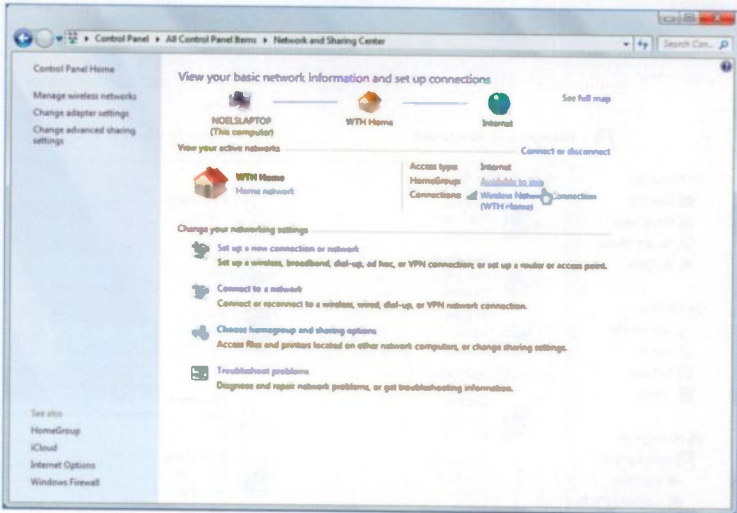 Control Panel ▸ All Control Panel Items ▸ Network and Sharing Center
Search Con...
Control Panel Home
Manage wireless networks
Change adapter settings
Change advanced sharing
settings
View your basic network information and set up connections
See full map
NOELSLAPTOP
(This computer)
WTH Home
Internet
View your active networks
Connect or disconnect
WTH Home
Home network
Access type: Internet
HomeGroup: Available to join
Connections: Wireless Network Connection
(WTH Home)
Change your networking settings
Set up a new connection or network
Set up a wireless, broadband, dial-up, ad hoc, or VPN connection; or set up a router or access point.
Connect to a network
Connect or reconnect to a wireless, wired, dial-up, or VPN network connection.
Choose homegroup and sharing options
Access files and printers located on other network computers, or change sharing settings.
Troubleshoot problems
Diagnose and repair network problems, or get troubleshooting information.
See also
HomeGroup
iCloud
Internet Options
Windows Firewall